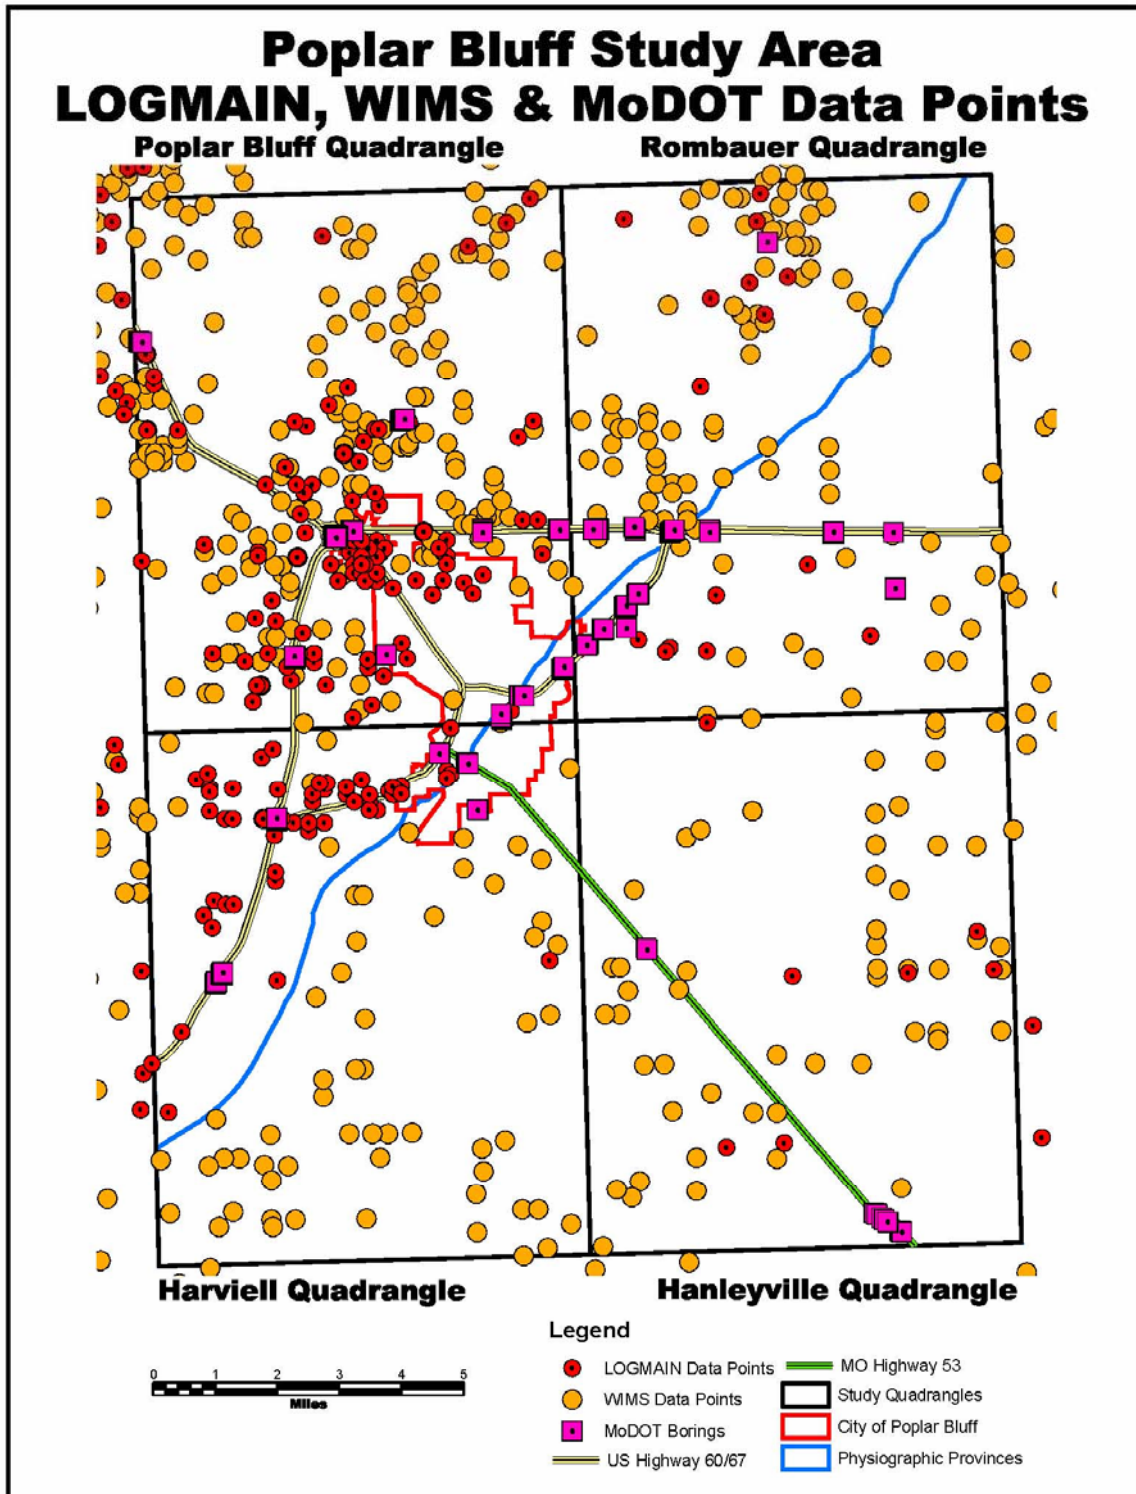 Poplar Bluff Study Area
LOGMAIN, WIMS & MoDOT Data Points
Poplar Bluff Quadrangle Rombauer Quadrangle
Harviell Quadrangle Hanleyville Quadrangle
Legend
0 1 2 3 4 5
Miles
LOGMAIN Data Points
WIMS Data Points
MoDOT Borings
US Highway 60/67
MO Highway 53
Study Quadrangles
City of Poplar Bluff
Physiographic Provinces